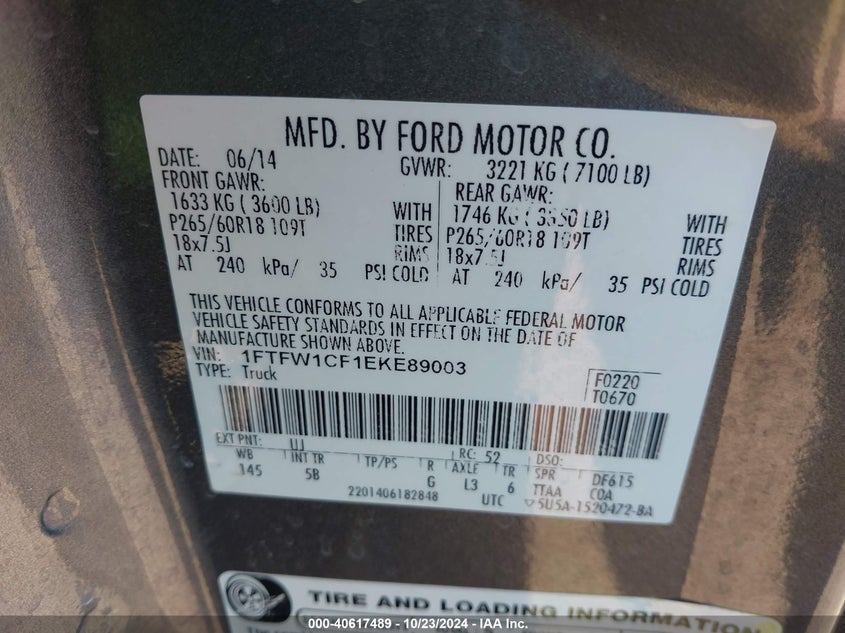 MFD. BY FORD MOTOR CO.
DATE: 06/14 GVWR: 3221 KG ( 7100 LB)
FRONT GAWR: REAR GAWR:
1633 KG ( 3600 LB) WITH 1746 KG ( 3850 LB) WITH
P265/60R18 109T TIRES P265/60R18 109T TIRES
18x7.5J RIMS 18x7.5J RIMS
AT 240 kPa/ 35 PSI COLD AT 240 kPa/ 35 PSI COLD
THIS VEHICLE CONFORMS TO ALL APPLICABLE FEDERAL MOTOR
VEHICLE SAFETY STANDARDS IN EFFECT ON THE DATE OF
MANUFACTURE SHOWN ABOVE.
VIN: 1FTFW1CF1EKE89003
TYPE: Truck F0220
T0670
EXT PNT: UJ RC: 52 DSO:
WB INT TR TP/PS R AXLE TR SPR DF615
145 5B G L3 6 TTAA COA
2201406182848 UTC ▽5U5A-1520472-BA
TIRE AND LOADING INFORMATION
000-40617489 - 10/23/2024 - IAA Inc.